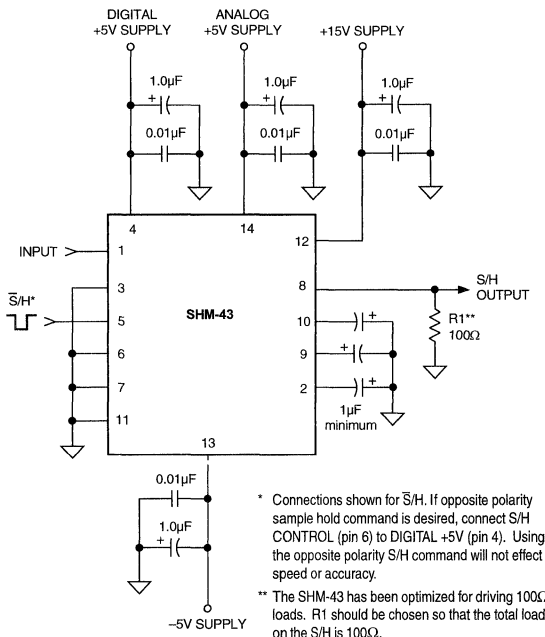 DIGITAL
+5V SUPPLY
ANALOG
+5V SUPPLY
+15V SUPPLY
1.0µF
+
0.01µF
1.0µF
+
0.01µF
1.0µF
+
0.01µF
4
14
12
INPUT
1
3
S̅/H*
5
6
7
11
SHM-43
8
S/H
OUTPUT
R1**
100Ω
10
+
9
+
2
+
1µF
minimum
13
0.01µF
1.0µF
+
–5V SUPPLY
* Connections shown for S̅/H. If opposite polarity
sample hold command is desired, connect S/H
CONTROL (pin 6) to DIGITAL +5V (pin 4). Using
the opposite polarity S/H command will not effect
speed or accuracy.
** The SHM-43 has been optimized for driving 100Ω
loads. R1 should be chosen so that the total load
on the S/H is 100Ω.